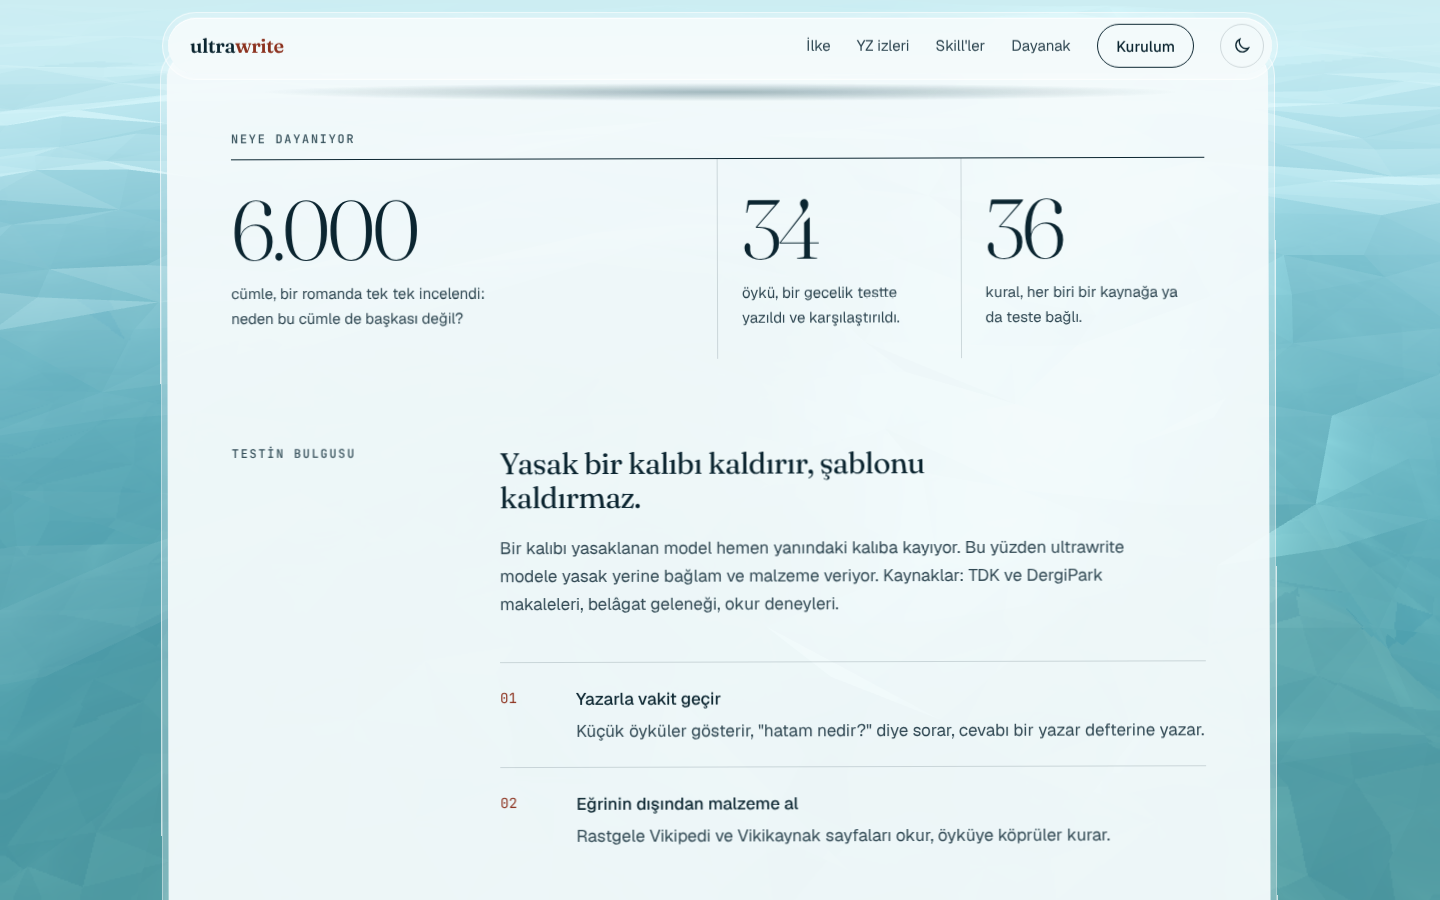 ultrawrite
İlke
YZ izleri
Skill'ler
Dayanak
Kurulum
NEYE DAYANIYOR
6.000
cümle, bir romanda tek tek incelendi:
neden bu cümle de başkası değil?
34
öykü, bir gecelik testte
yazıldı ve karşılaştırıldı.
36
kural, her biri bir kaynağa ya
da teste bağlı.
TESTİN BULGUSU
Yasak bir kalıbı kaldırır, şablonu
kaldırmaz.
Bir kalıbı yasaklanan model hemen yanındaki kalıba kayıyor. Bu yüzden ultrawrite
modele yasak yerine bağlam ve malzeme veriyor. Kaynaklar: TDK ve DergiPark
makaleleri, belâgat geleneği, okur deneyleri.
01
Yazarla vakit geçir
Küçük öyküler gösterir, "hatam nedir?" diye sorar, cevabı bir yazar defterine yazar.
02
Eğrinin dışından malzeme al
Rastgele Vikipedi ve Vikikaynak sayfaları okur, öyküye köprüler kurar.